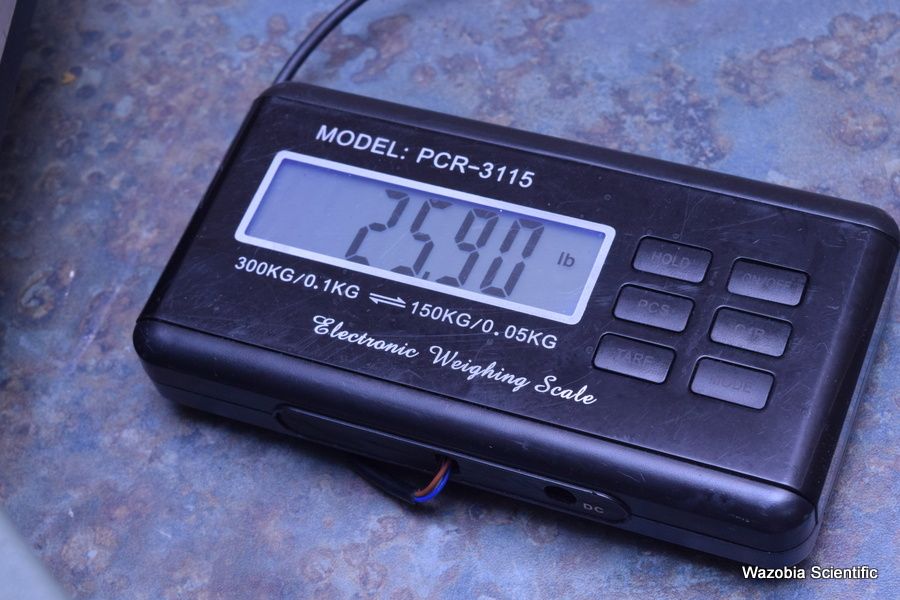 MODEL: PCR-3115
25.90 lb
300KG/0.1KG ⇌ 150KG/0.05KG
Electronic Weighing Scale
HOLD
ON/OFF
PCS
TARE
DC
Wazobia Scientific